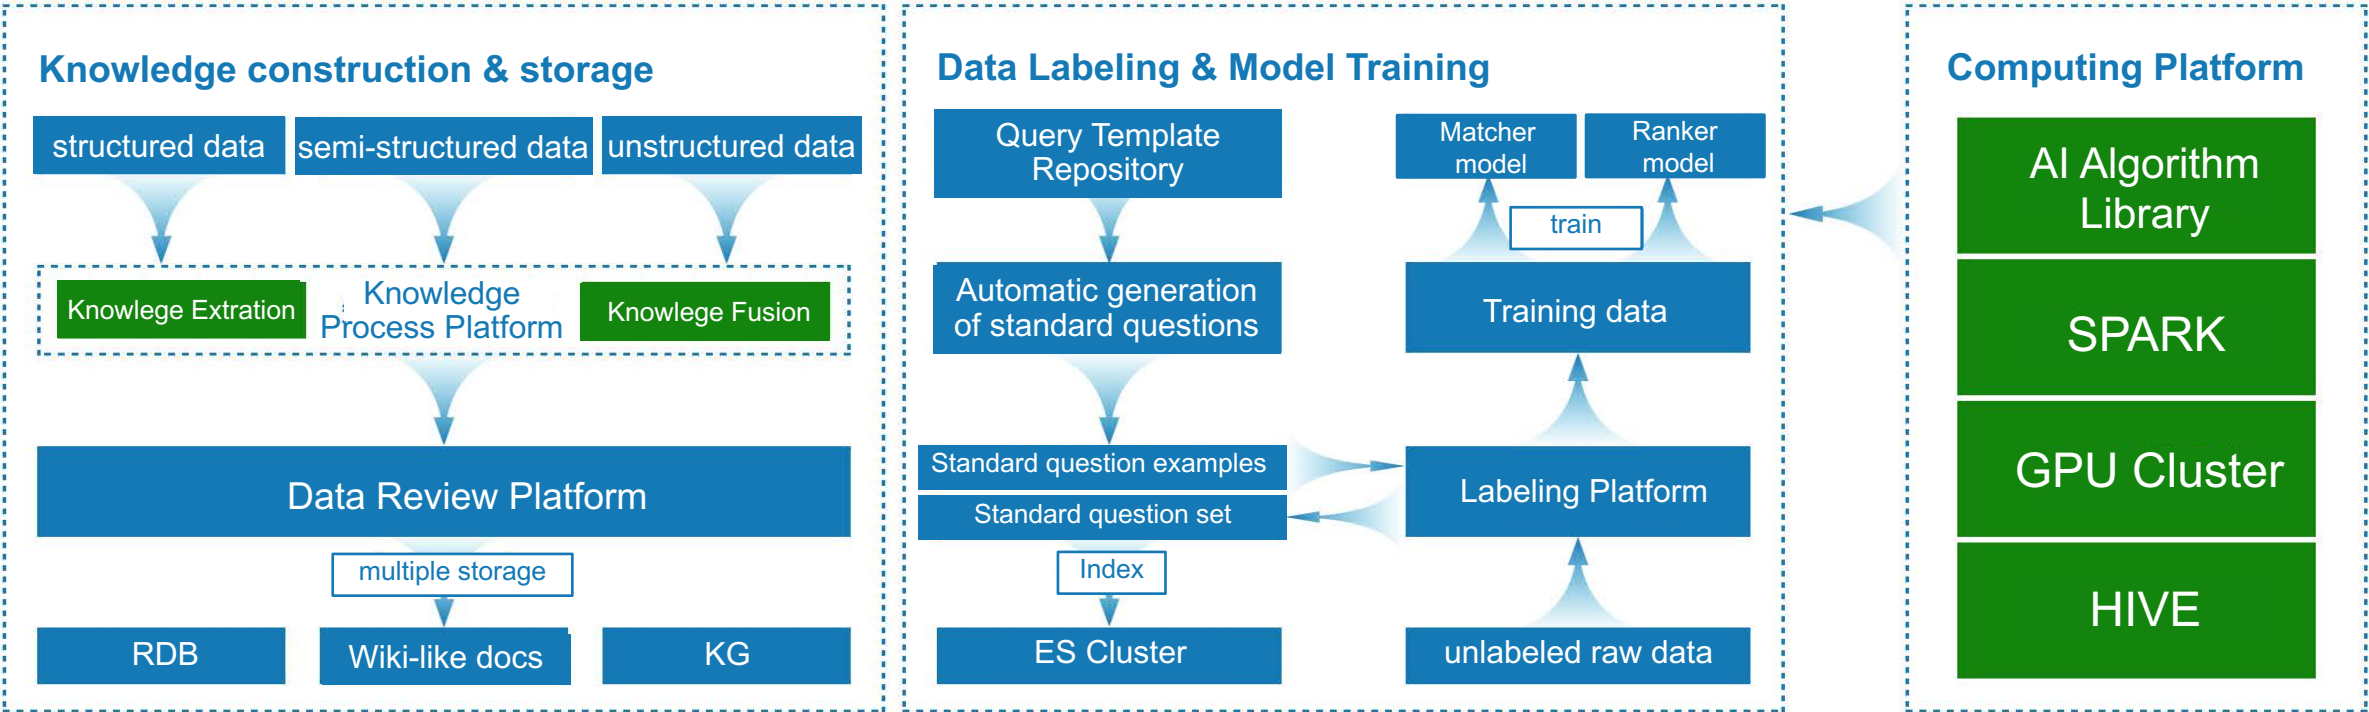 Knowledge construction & storage
structured data
semi-structured data
unstructured data
Knowlege Extration
Knowledge
Process Platform
Knowlege Fusion
Data Review Platform
multiple storage
RDB
Wiki-like docs
KG
Data Labeling & Model Training
Query Template
Repository
Automatic generation
of standard questions
Standard question examples
Standard question set
Index
ES Cluster
Matcher
model
Ranker
model
train
Training data
Labeling Platform
unlabeled raw data
Computing Platform
AI Algorithm
Library
SPARK
GPU Cluster
HIVE